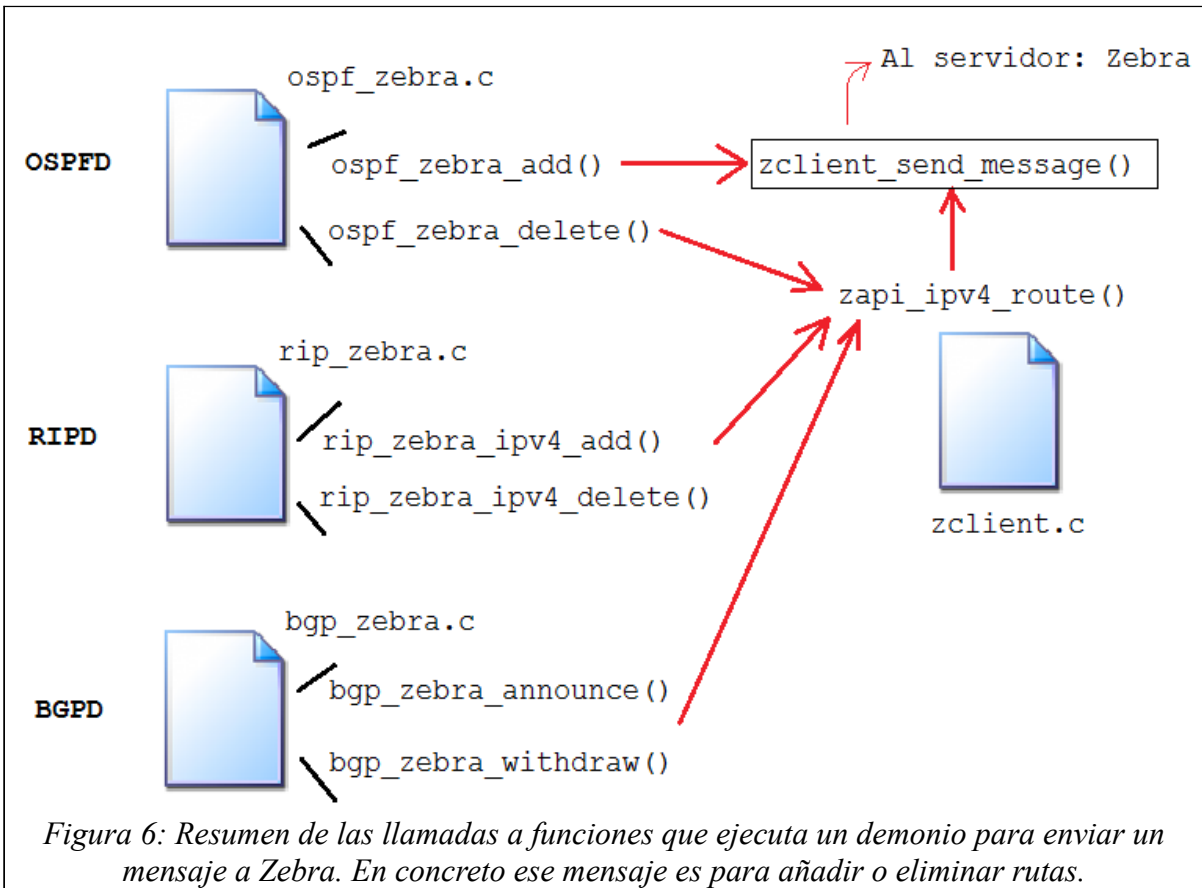 Al servidor: Zebra
ospf_zebra.c
OSPFD
ospf_zebra_add()
zclient_send_message()
ospf_zebra_delete()
zapi_ipv4_route()
rip_zebra.c
RIPD
rip_zebra_ipv4_add()
rip_zebra_ipv4_delete()
zclient.c
bgp_zebra.c
bgp_zebra_announce()
BGPD
bgp_zebra_withdraw()
Figura 6: Resumen de las llamadas a funciones que ejecuta un demonio para enviar un
mensaje a Zebra. En concreto ese mensaje es para añadir o eliminar rutas.